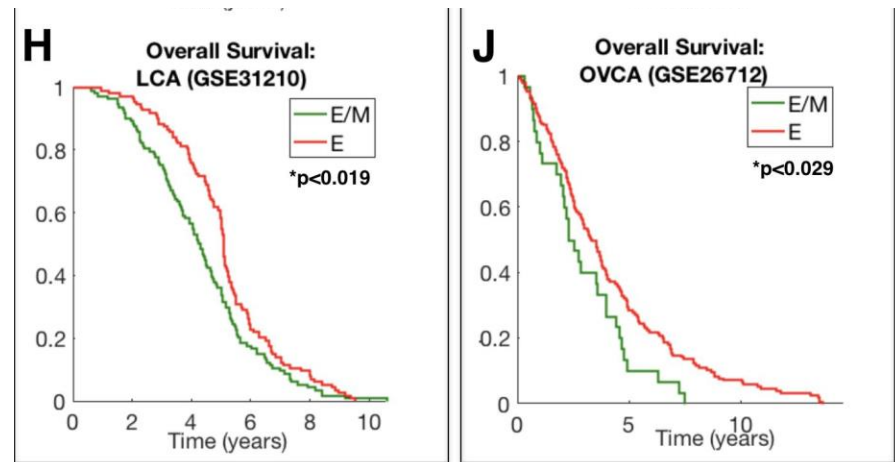 H
Overall Survival:
LCA (GSE31210)
E/M
E
*p<0.019
1
0.8
0.6
0.4
0.2
0
0 2 4 6 8 10
Time (years)
J
Overall Survival:
OVCA (GSE26712)
E/M
E
*p<0.029
1
0.8
0.6
0.4
0.2
0
0 5 10
Time (years)